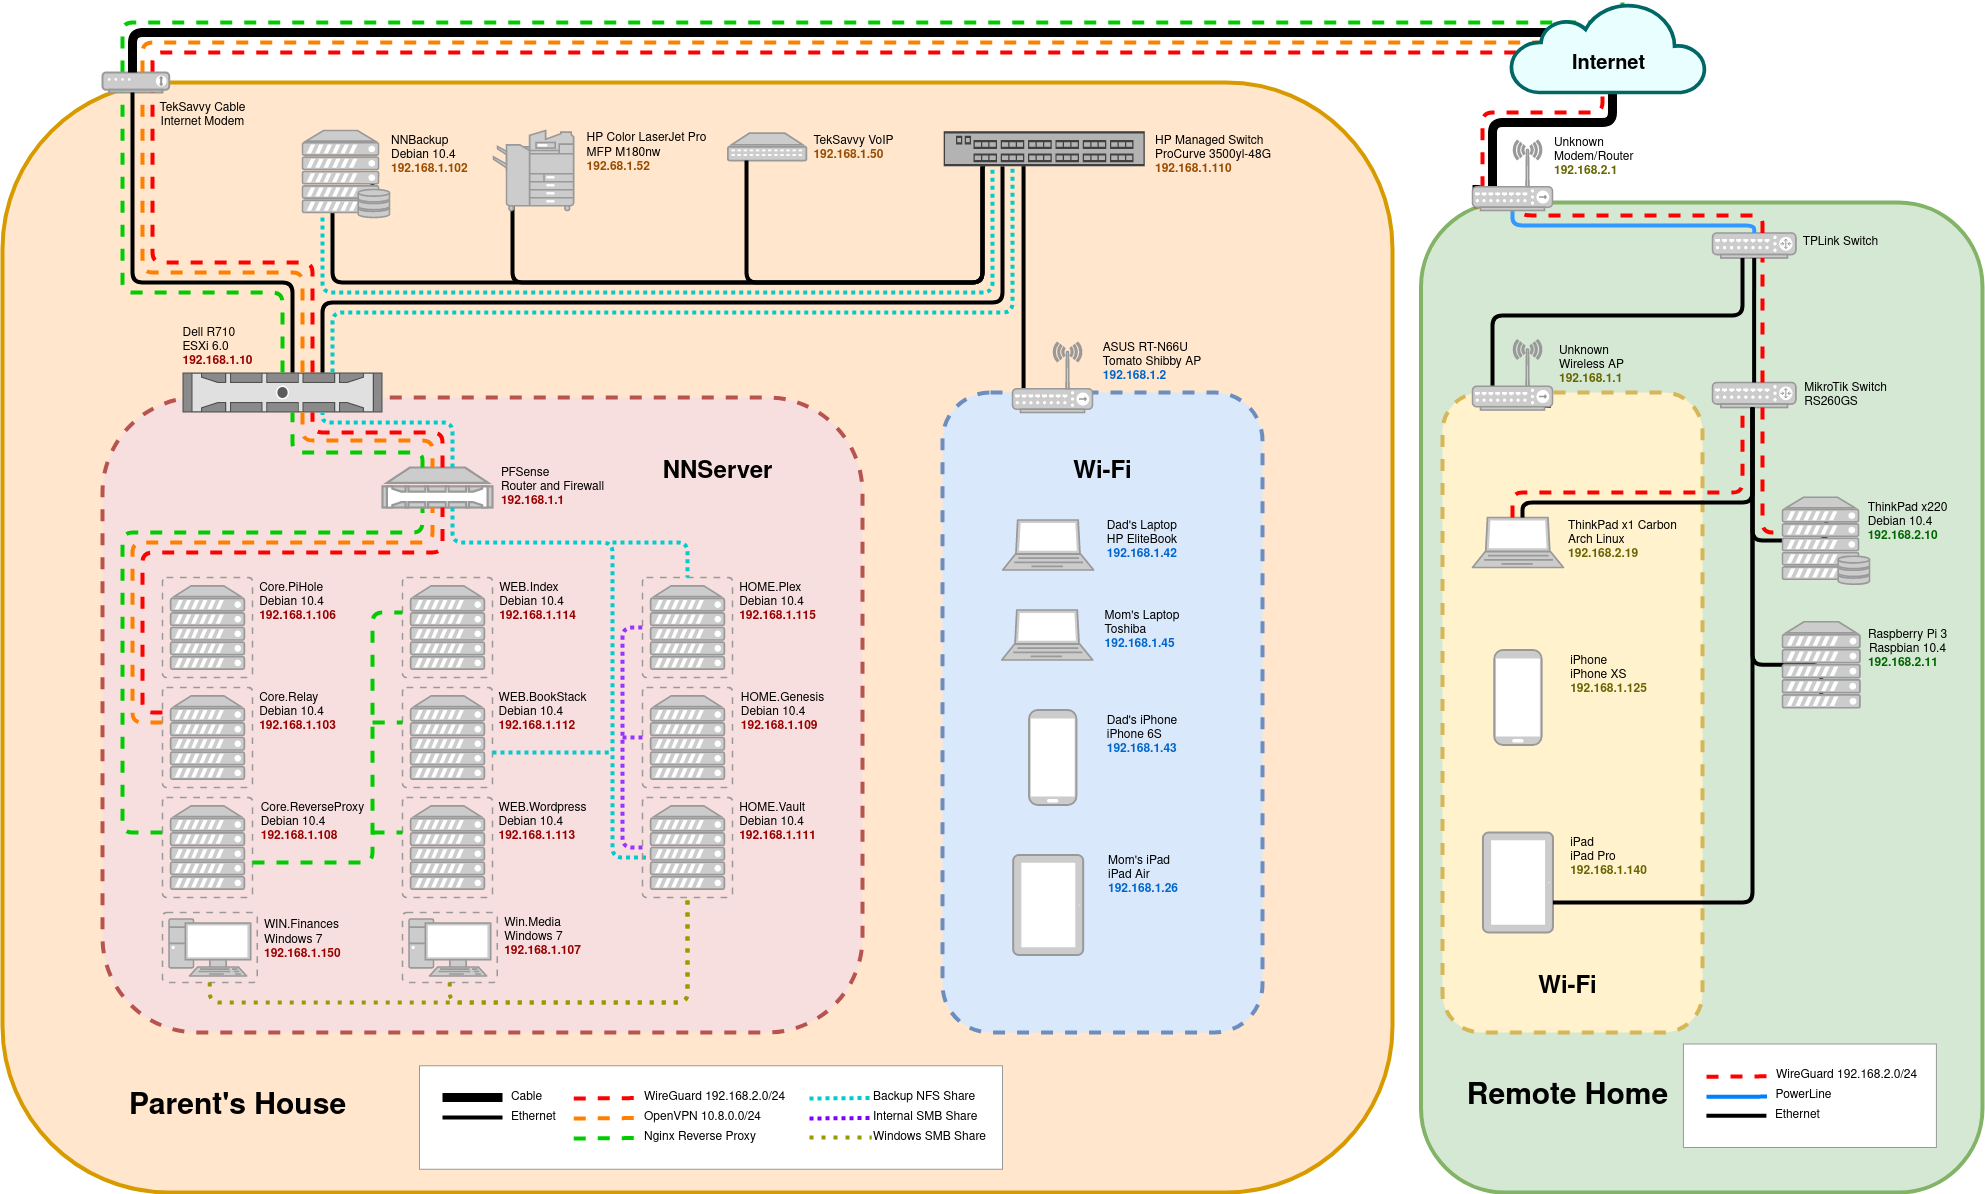 Internet
TekSavvy Cable
Internet Modem
NNBackup
Debian 10.4
192.168.1.102
HP Color LaserJet Pro
MFP M180nw
192.68.1.52
TekSavvy VoIP
192.168.1.50
HP Managed Switch
ProCurve 3500yl-48G
192.168.1.110
Unknown
Modem/Router
192.168.2.1
TPLink Switch
Dell R710
ESXi 6.0
192.168.1.10
ASUS RT-N66U
Tomato Shibby AP
192.168.1.2
Unknown
Wireless AP
192.168.1.1
MikroTik Switch
RS260GS
NNServer
PFSense
Router and Firewall
192.168.1.1
Core.PiHole
Debian 10.4
192.168.1.106
WEB.Index
Debian 10.4
192.168.1.114
HOME.Plex
Debian 10.4
192.168.1.115
Core.Relay
Debian 10.4
192.168.1.103
WEB.BookStack
Debian 10.4
192.168.1.112
HOME.Genesis
Debian 10.4
192.168.1.109
Core.ReverseProxy
Debian 10.4
192.168.1.108
WEB.Wordpress
Debian 10.4
192.168.1.113
HOME.Vault
Debian 10.4
192.168.1.111
WIN.Finances
Windows 7
192.168.1.150
Win.Media
Windows 7
192.168.1.107
Wi-Fi
Dad's Laptop
HP EliteBook
192.168.1.42
Mom's Laptop
Toshiba
192.168.1.45
Dad's iPhone
iPhone 6S
192.168.1.43
Mom's iPad
iPad Air
192.168.1.26
ThinkPad x1 Carbon
Arch Linux
192.168.2.19
ThinkPad x220
Debian 10.4
192.168.2.10
Raspberry Pi 3
Raspbian 10.4
192.168.2.11
iPhone
iPhone XS
192.168.1.125
iPad
iPad Pro
192.168.1.140
Wi-Fi
Parent's House
Cable
Ethernet
WireGuard 192.168.2.0/24
OpenVPN 10.8.0.0/24
Nginx Reverse Proxy
Backup NFS Share
Internal SMB Share
Windows SMB Share
Remote Home
WireGuard 192.168.2.0/24
PowerLine
Ethernet